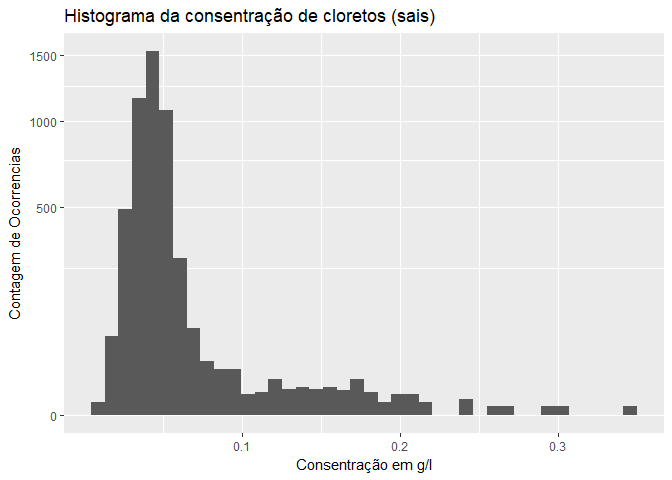 Histograma da consentração de cloretos (sais)
Contagem de Ocorrencias
1500
1000
500
0
0.1
0.2
0.3
Consentração em g/l